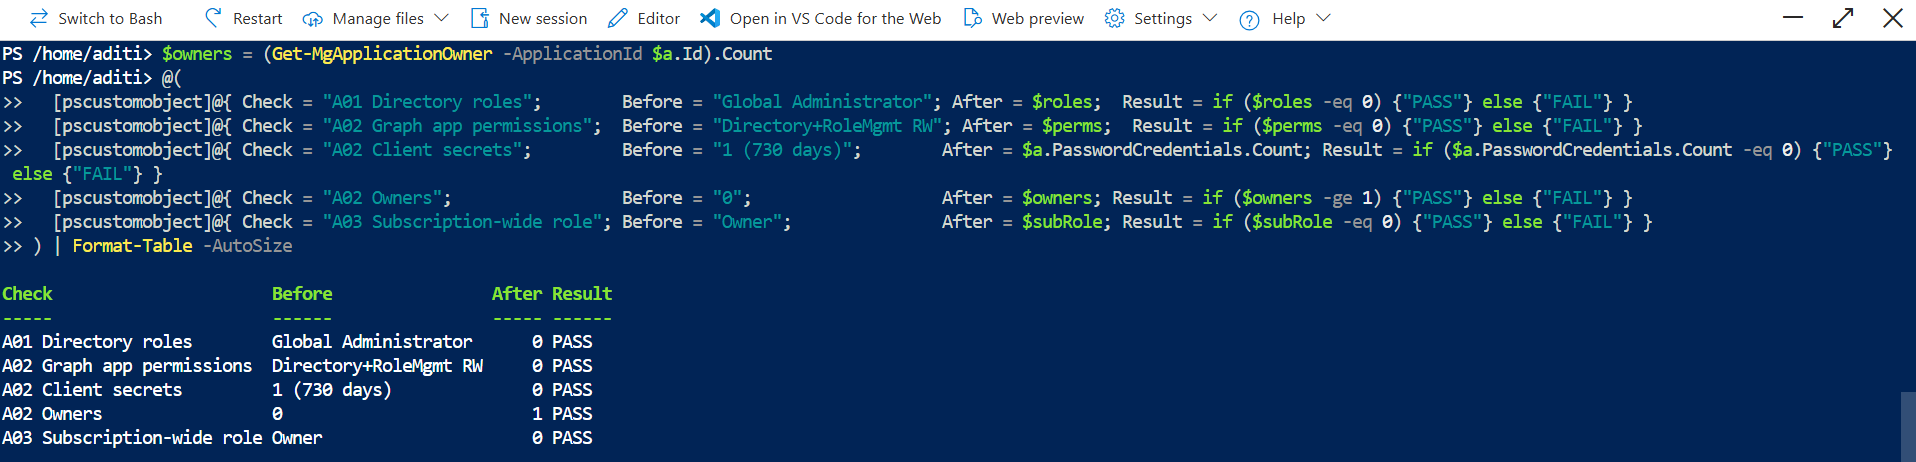 Switch to Bash Restart Manage files New session Editor Open in VS Code for the Web Web preview Settings Help
PS /home/aditi> $owners = (Get-MgApplicationOwner -ApplicationId $a.Id).Count
PS /home/aditi> @(
>>   [pscustomobject]@{ Check = "A01 Directory roles";        Before = "Global Administrator"; After = $roles;  Result = if ($roles -eq 0) {"PASS"} else {"FAIL"} }
>>   [pscustomobject]@{ Check = "A02 Graph app permissions";  Before = "Directory+RoleMgmt RW"; After = $perms;  Result = if ($perms -eq 0) {"PASS"} else {"FAIL"} }
>>   [pscustomobject]@{ Check = "A02 Client secrets";         Before = "1 (730 days)";        After = $a.PasswordCredentials.Count; Result = if ($a.PasswordCredentials.Count -eq 0) {"PASS"}
 else {"FAIL"} }
>>   [pscustomobject]@{ Check = "A02 Owners";                 Before = "0";                   After = $owners; Result = if ($owners -ge 1) {"PASS"} else {"FAIL"} }
>>   [pscustomobject]@{ Check = "A03 Subscription-wide role"; Before = "Owner";               After = $subRole; Result = if ($subRole -eq 0) {"PASS"} else {"FAIL"} }
>> ) | Format-Table -AutoSize
Check                      Before                After Result
-----                      ------                ----- ------
A01 Directory roles        Global Administrator      0 PASS
A02 Graph app permissions  Directory+RoleMgmt RW     0 PASS
A02 Client secrets         1 (730 days)              0 PASS
A02 Owners                 0                         1 PASS
A03 Subscription-wide role Owner                     0 PASS